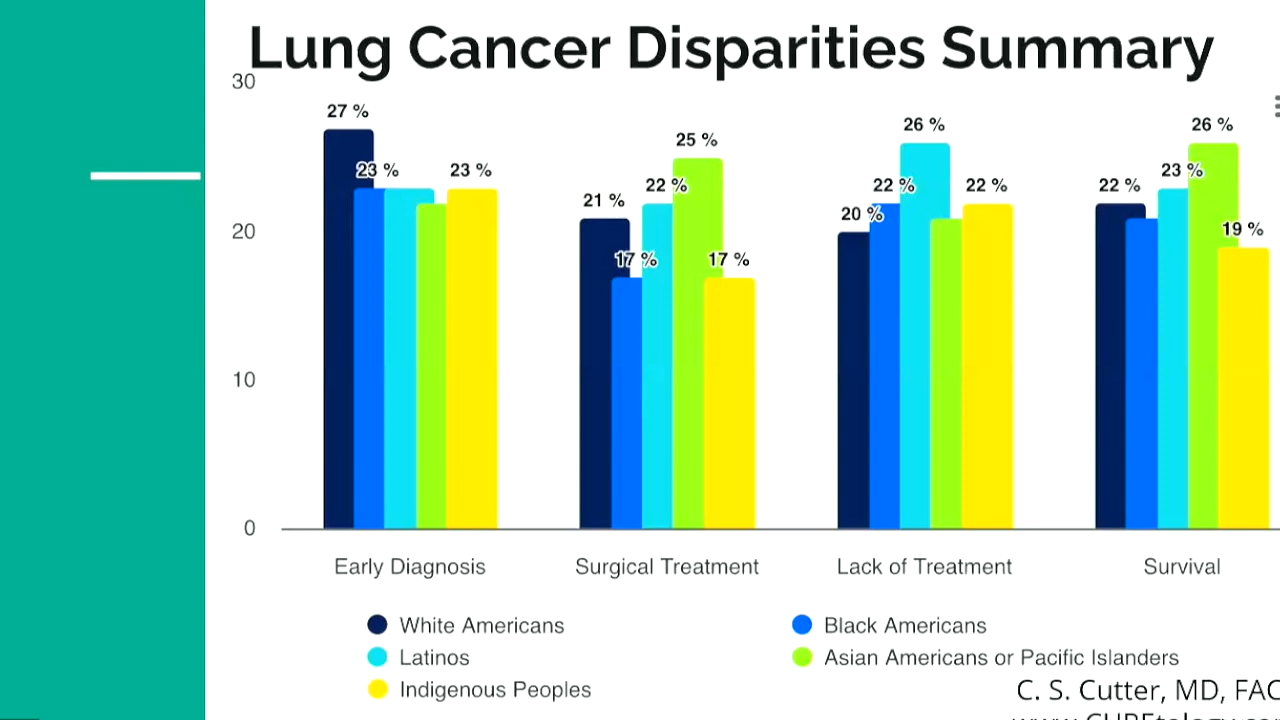 Lung Cancer Disparities Summary
30
20
10
0
27 %
23 %
23 %
21 %
17 %
22 %
25 %
17 %
20 %
22 %
26 %
22 %
22 %
23 %
26 %
19 %
Early Diagnosis
Surgical Treatment
Lack of Treatment
Survival
White Americans
Black Americans
Latinos
Asian Americans or Pacific Islanders
Indigenous Peoples
C. S. Cutter, MD, FAC